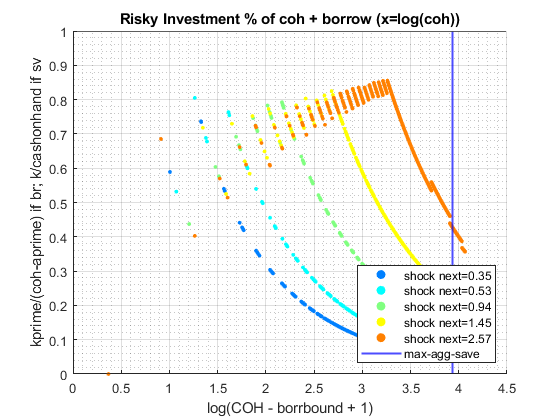 Risky Investment % of coh + borrow (x=log(coh))
kprime/(coh-aprime) if br; k/cashonhand if sv
1
0.9
0.8
0.7
0.6
0.5
0.4
0.3
0.2
0.1
0
shock next=0.35
shock next=0.53
shock next=0.94
shock next=1.45
shock next=2.57
max-agg-save
0 0.5 1 1.5 2 2.5 3 3.5 4 4.5
log(COH - borrbound + 1)